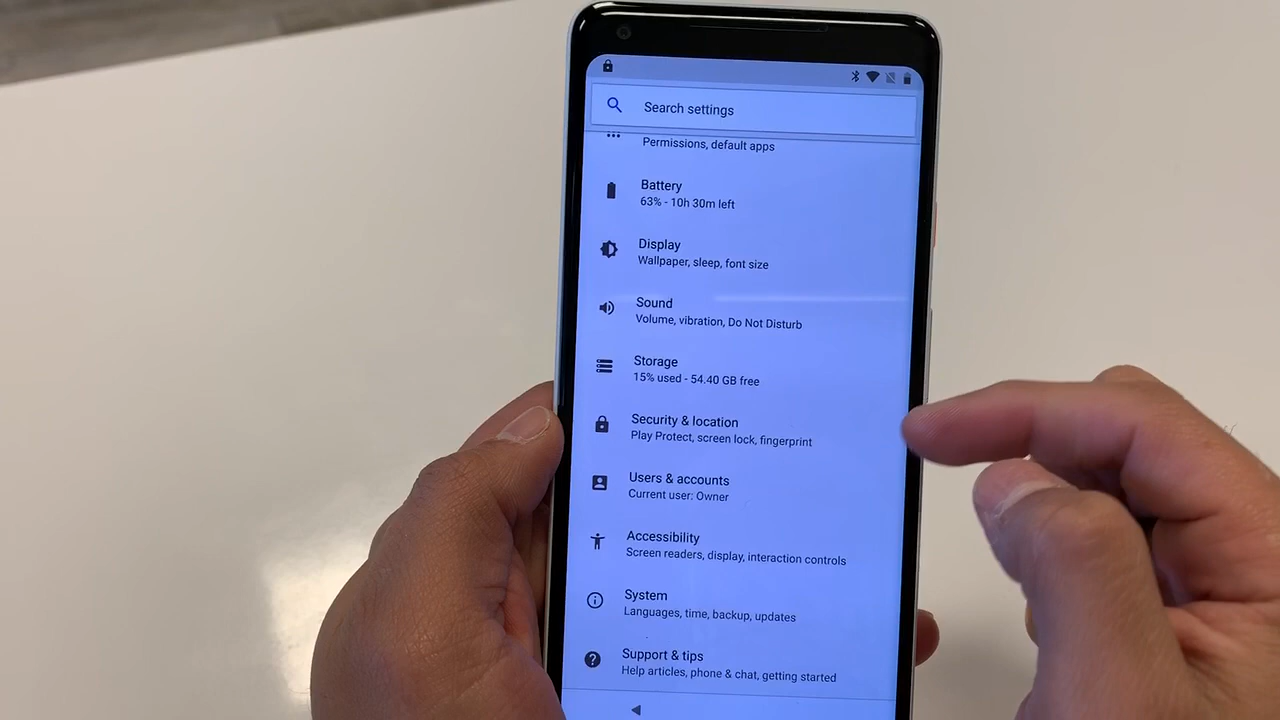 Search settings
Permissions, default apps
Battery
63% - 10h 30m left
Display
Wallpaper, sleep, font size
Sound
Volume, vibration, Do Not Disturb
Storage
15% used - 54.40 GB free
Security & location
Play Protect, screen lock, fingerprint
Users & accounts
Current user: Owner
Accessibility
Screen readers, display, interaction controls
System
Languages, time, backup, updates
Support & tips
Help articles, phone & chat, getting started